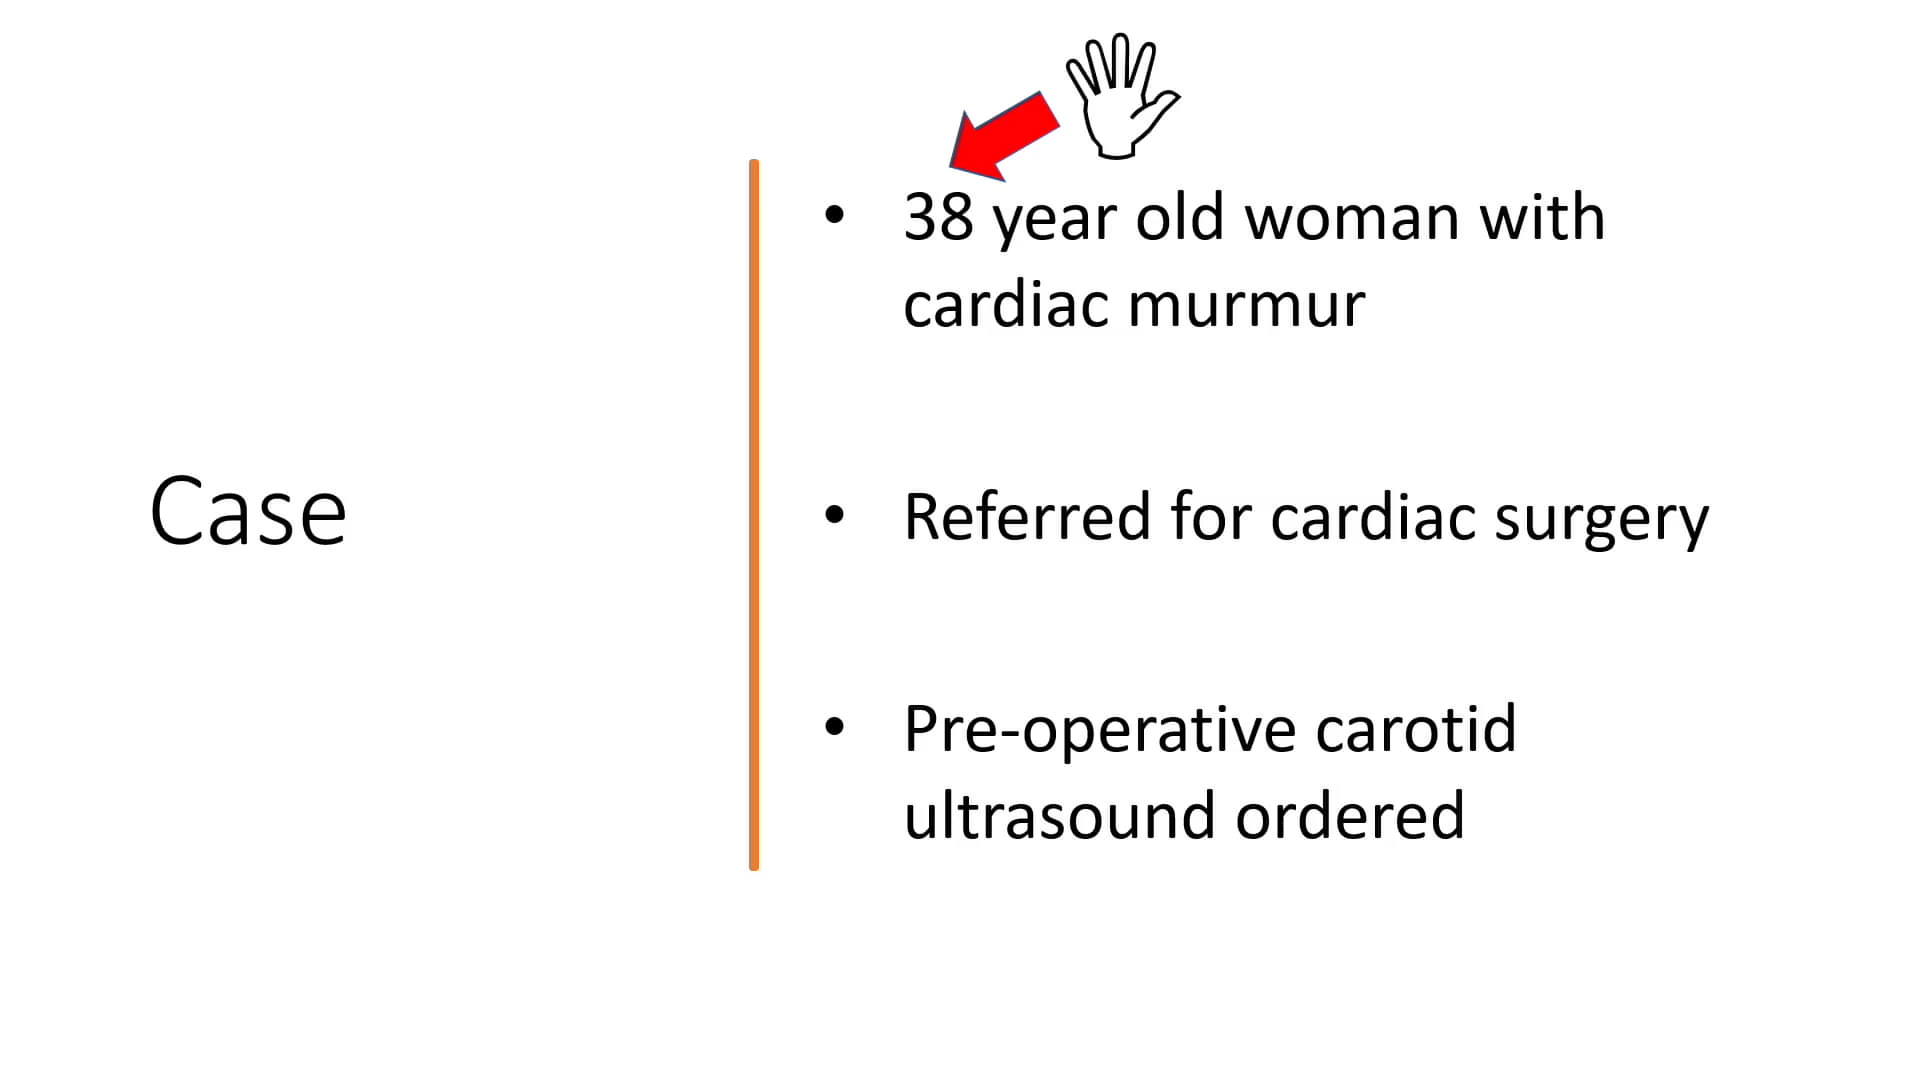 Case
• 38 year old woman with
cardiac murmur
• Referred for cardiac surgery
• Pre-operative carotid
ultrasound ordered